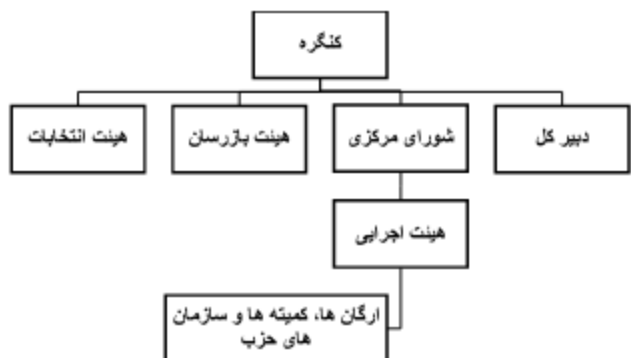 کنگره
دبیر کل
شورای مرکزی
هیئت بازرسان
هیئت انتخابات
هیئت اجرایی
ارگان ها، کمیته ها و سازمان
های حزب